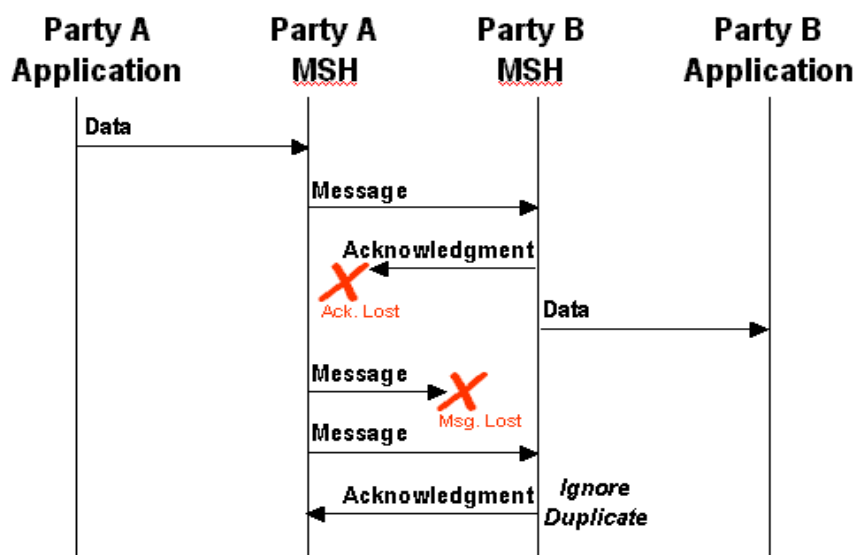 Party A Party A Party B Party B
Application MSH MSH Application
Data
Message
Acknowledgment
Ack. Lost
Data
Message
Msg. Lost
Message
Acknowledgment Ignore
Duplicate